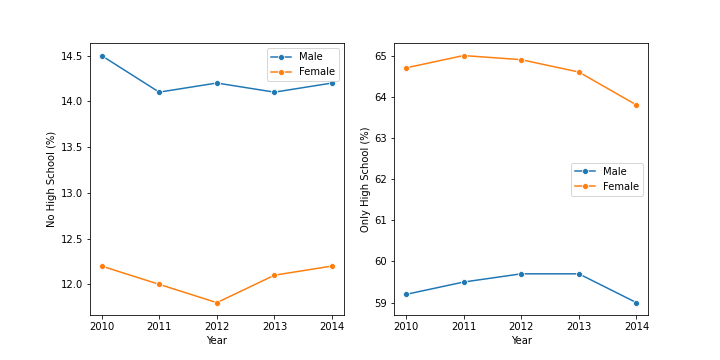 No High School (%)
14.5
14.0
13.5
13.0
12.5
12.0
2010 2011 2012 2013 2014
Year
Male
Female
Only High School (%)
65
64
63
62
61
60
59
2010 2011 2012 2013 2014
Year
Male
Female